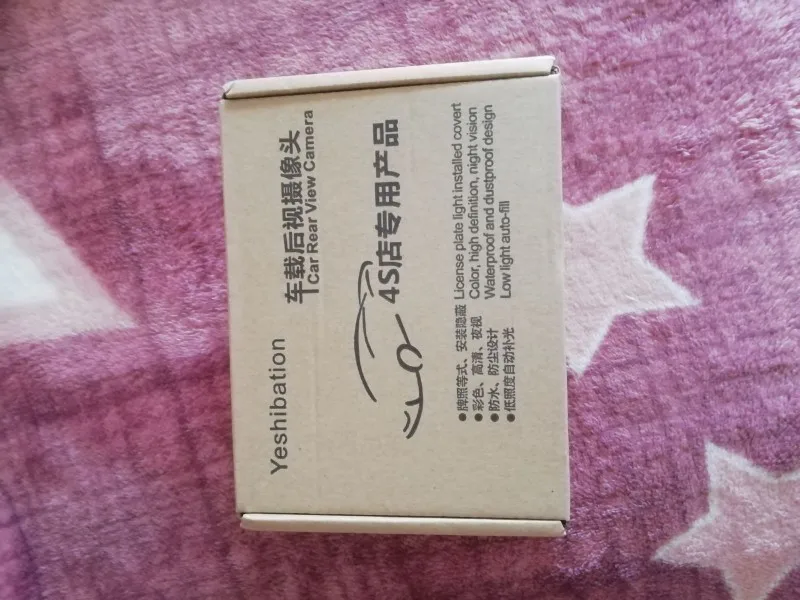 Yeshibation
车载后视摄像头
Car Rear View Camera
4S店专用产品
●牌照等式、安装隐蔽 License plate light installed covert
●彩色、高清、夜视 Color, high definition, night vision
●防水、防尘设计 Waterproof and dustproof design
●低照度自动补光 Low light auto-fill